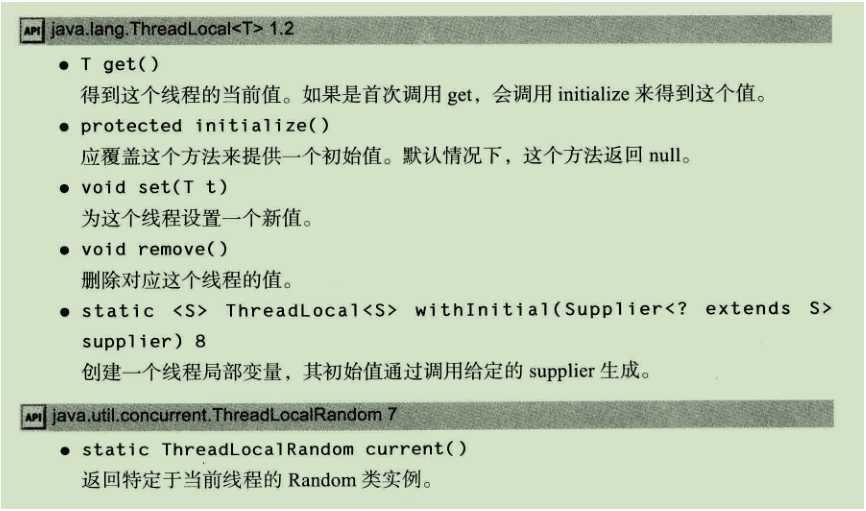 API java.lang.ThreadLocal<T> 1.2
● T get()
得到这个线程的当前值。如果是首次调用 get，会调用 initialize 来得到这个值。
● protected initialize()
应覆盖这个方法来提供一个初始值。默认情况下，这个方法返回 null。
● void set(T t)
为这个线程设置一个新值。
● void remove()
删除对应这个线程的值。
● static <S> ThreadLocal<S> withInitial(Supplier<? extends S>
supplier) 8
创建一个线程局部变量，其初始值通过调用给定的 supplier 生成。
API java.util.concurrent.ThreadLocalRandom 7
● static ThreadLocalRandom current()
返回特定于当前线程的 Random 类实例。